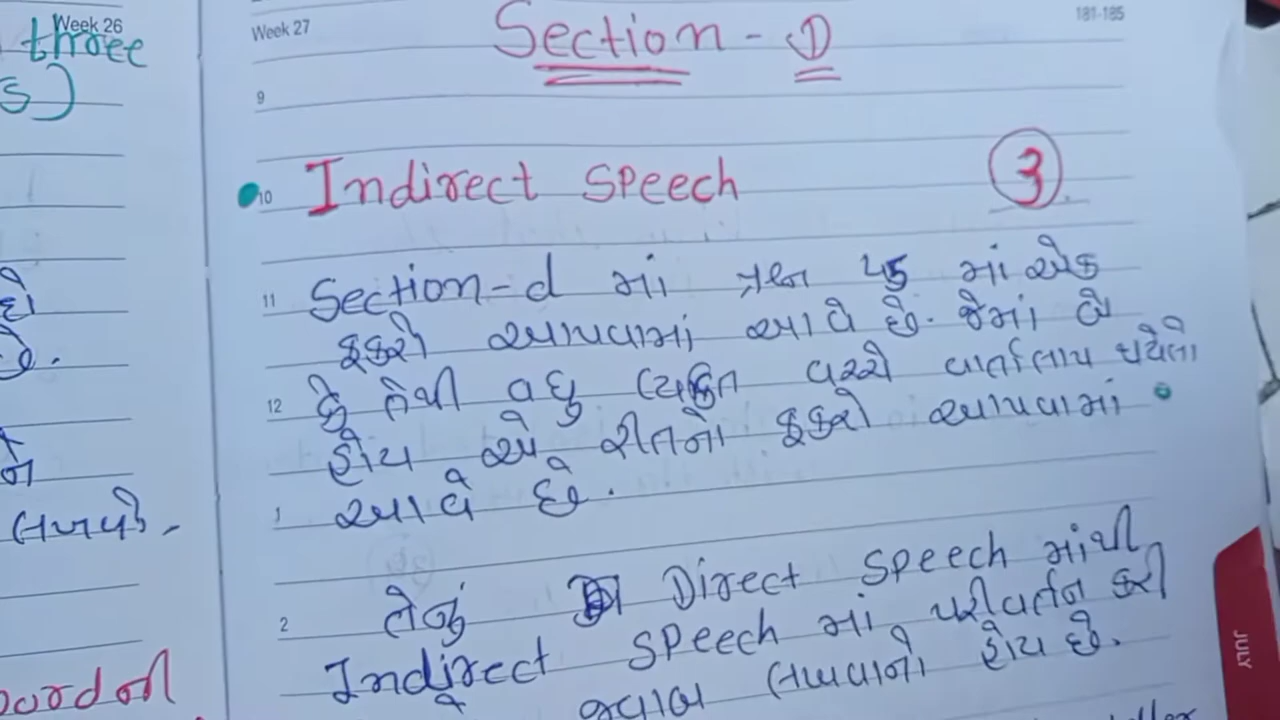 Week 26
three
s)
લખવો.
Week 27
181-185
Section - D
9
10 Indirect Speech
3
11 Section-d માં પ્રશ્ન 45 માં એક
ફકરો આપવામાં આવે છે. જેમાં બે
12 કે તેથી વધુ વ્યક્તિ વચ્ચે વાર્તાલાપ થયેલો
હોય એ રીતનો ફકરો આપવામાં
1 આવે છે.
2 તેનું Direct Speech માંથી
Indirect Speech માં પરીવર્તન કરી
જવાબ લખવાનો હોય છે.
JULY